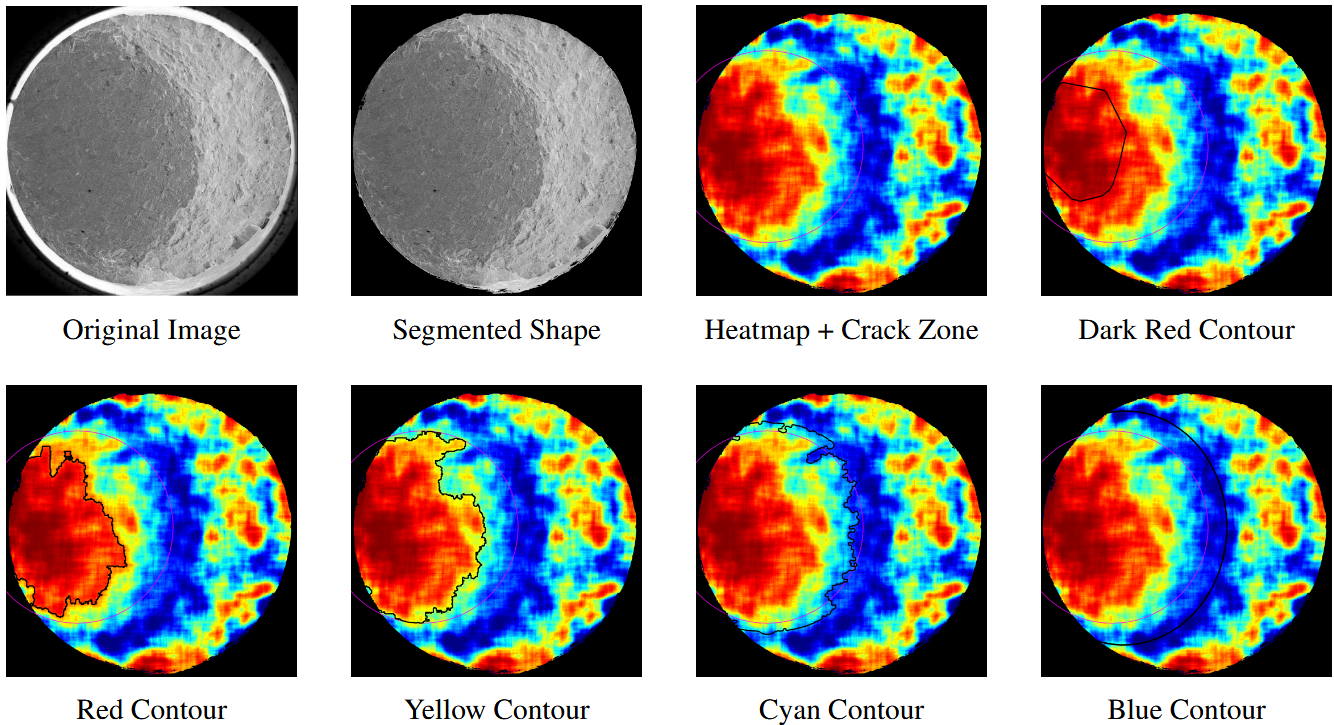 Original Image
Segmented Shape
Heatmap + Crack Zone
Dark Red Contour
Red Contour
Yellow Contour
Cyan Contour
Blue Contour